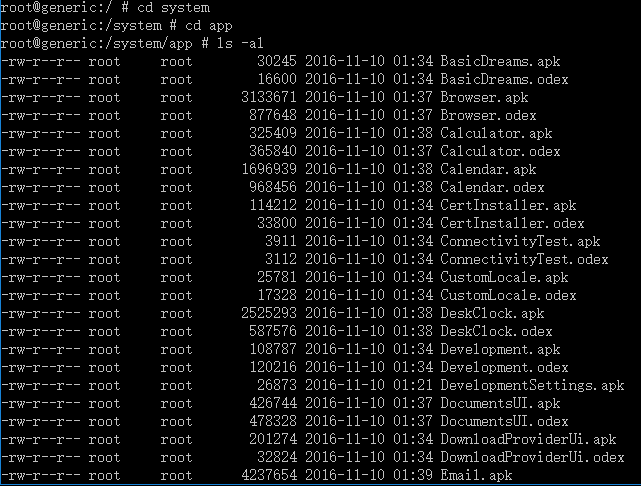 root@generic:/ # cd system
root@generic:/system # cd app
root@generic:/system/app # ls -al
-rw-r--r-- root root 30245 2016-11-10 01:34 BasicDreams.apk
-rw-r--r-- root root 16600 2016-11-10 01:34 BasicDreams.odex
-rw-r--r-- root root 3133671 2016-11-10 01:37 Browser.apk
-rw-r--r-- root root 877648 2016-11-10 01:37 Browser.odex
-rw-r--r-- root root 325409 2016-11-10 01:38 Calculator.apk
-rw-r--r-- root root 365840 2016-11-10 01:37 Calculator.odex
-rw-r--r-- root root 1696939 2016-11-10 01:38 Calendar.apk
-rw-r--r-- root root 968456 2016-11-10 01:38 Calendar.odex
-rw-r--r-- root root 114212 2016-11-10 01:34 CertInstaller.apk
-rw-r--r-- root root 33800 2016-11-10 01:34 CertInstaller.odex
-rw-r--r-- root root 3911 2016-11-10 01:34 ConnectivityTest.apk
-rw-r--r-- root root 3112 2016-11-10 01:34 ConnectivityTest.odex
-rw-r--r-- root root 25781 2016-11-10 01:34 CustomLocale.apk
-rw-r--r-- root root 17328 2016-11-10 01:34 CustomLocale.odex
-rw-r--r-- root root 2525293 2016-11-10 01:38 DeskClock.apk
-rw-r--r-- root root 587576 2016-11-10 01:38 DeskClock.odex
-rw-r--r-- root root 108787 2016-11-10 01:34 Development.apk
-rw-r--r-- root root 120216 2016-11-10 01:34 Development.odex
-rw-r--r-- root root 26873 2016-11-10 01:21 DevelopmentSettings.apk
-rw-r--r-- root root 426744 2016-11-10 01:37 DocumentsUI.apk
-rw-r--r-- root root 478328 2016-11-10 01:37 DocumentsUI.odex
-rw-r--r-- root root 201274 2016-11-10 01:34 DownloadProviderUi.apk
-rw-r--r-- root root 32824 2016-11-10 01:34 DownloadProviderUi.odex
-rw-r--r-- root root 4237654 2016-11-10 01:39 Email.apk